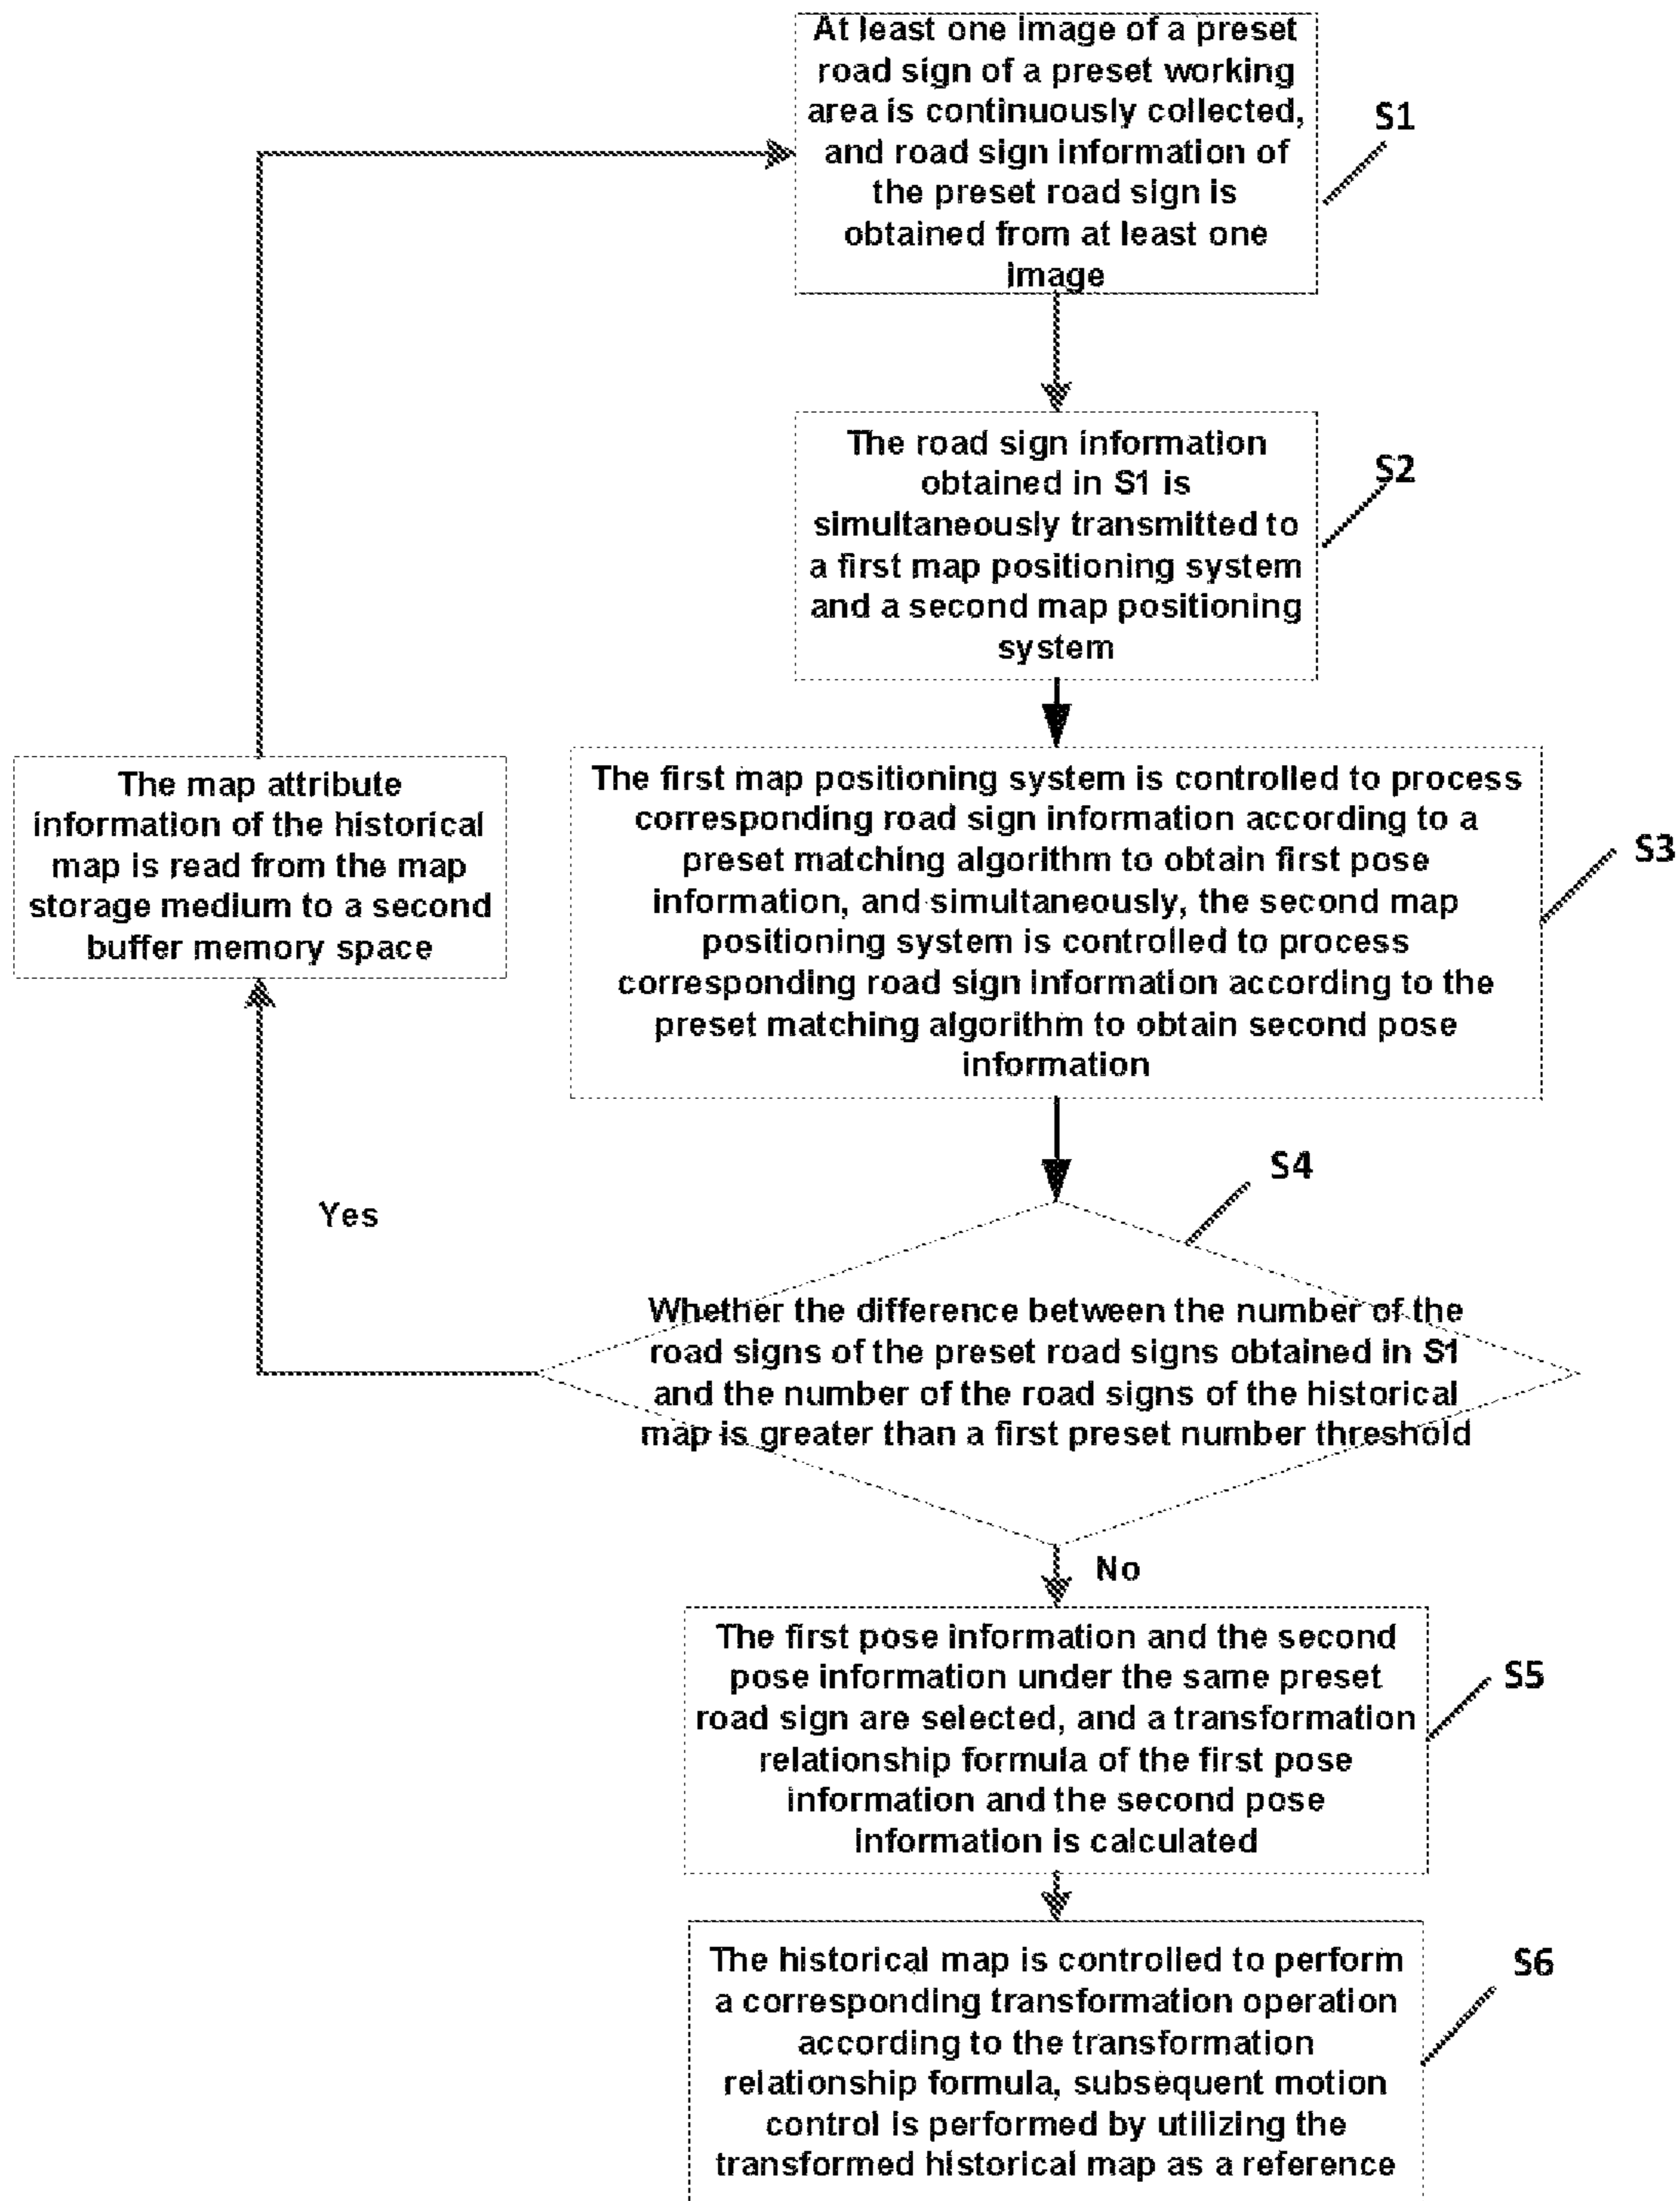 At least one image of a preset
road sign of a preset working
area is continuously collected,
and road sign information of
the preset road sign is
obtained from at least one
image
S1
The road sign information
obtained in S1 is
simultaneously transmitted to
a first map positioning system
and a second map positioning
system
S2
The map attribute
information of the historical
map is read from the map
storage medium to a second
buffer memory space
The first map positioning system is controlled to process
corresponding road sign information according to a
preset matching algorithm to obtain first pose
information, and simultaneously, the second map
positioning system is controlled to process
corresponding road sign information according to the
preset matching algorithm to obtain second pose
information
S3
S4
Yes
Whether the difference between the number of the
road signs of the preset road signs obtained in S1
and the number of the road signs of the historical
map is greater than a first preset number threshold
No
The first pose information and the second
pose information under the same preset
road sign are selected, and a transformation
relationship formula of the first pose
information and the second pose
information is calculated
S5
The historical map is controlled to perform
a corresponding transformation operation
according to the transformation
relationship formula, subsequent motion
control is performed by utilizing the
transformed historical map as a reference
S6